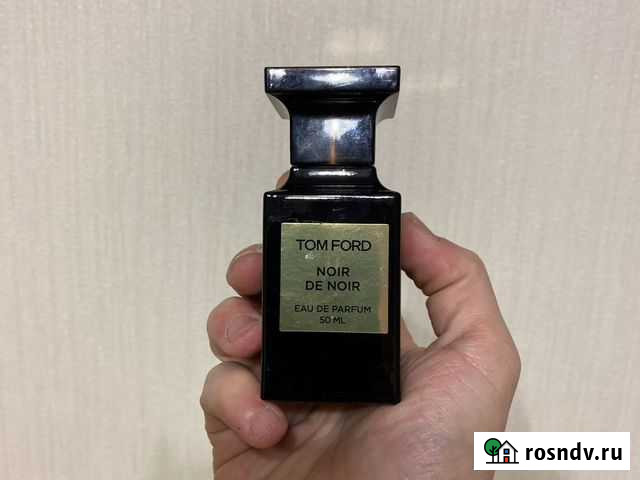 TOM FORD
NOIR
DE NOIR
EAU DE PARFUM
50 ML
rosndv.ru